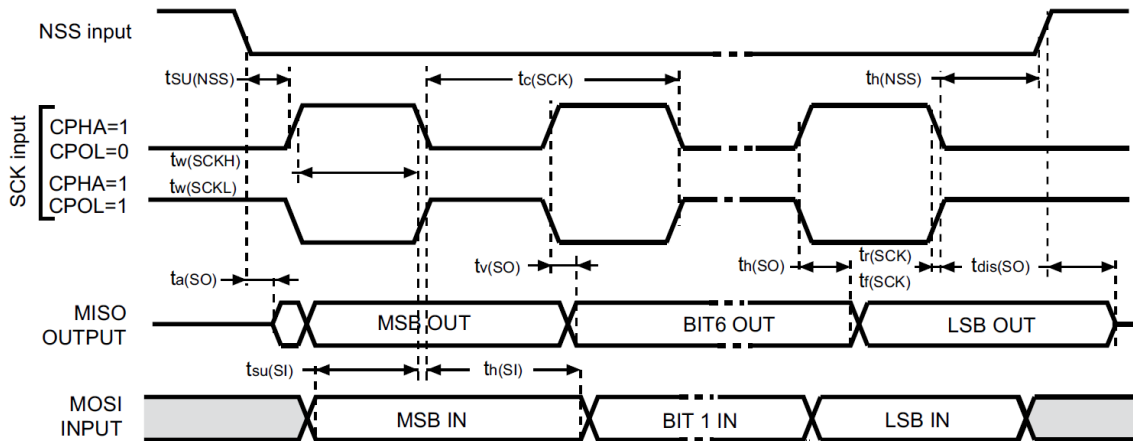 NSS input
tSU(NSS)
tc(SCK)
th(NSS)
SCK input
CPHA=1
CPOL=0
tw(SCKH)
CPHA=1
tw(SCKL)
CPOL=1
ta(SO)
tv(SO)
th(SO)
tr(SCK)
tf(SCK)
tdis(SO)
MISO
OUTPUT
MSB OUT
BIT6 OUT
LSB OUT
tsu(SI)
th(SI)
MOSI
INPUT
MSB IN
BIT 1 IN
LSB IN